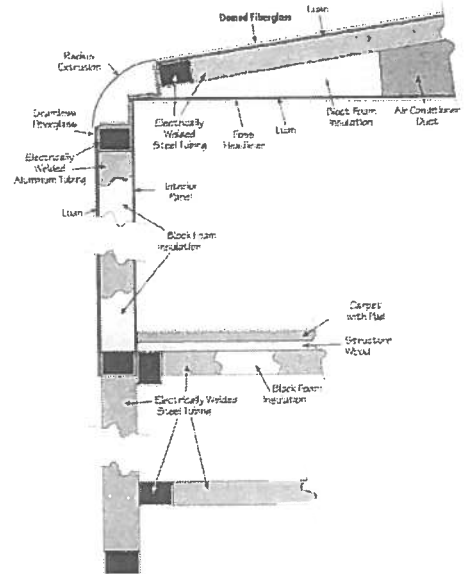 Luan
Domed Fiberglass
Radius
Extrusion
Seamless
Fiberglass
Electrically
Welded
Steel Tubing
Foam
Headliner
Luan
Block Foam
Insulation
Air Conditioner
Duct
Electrically
Welded
Aluminum Tubing
Interior
Panel
Luan
Block Foam
Insulation
Carpet
with Pad
Structure
Wood
Block Foam
Insulation
Electrically Welded
Steel Tubing